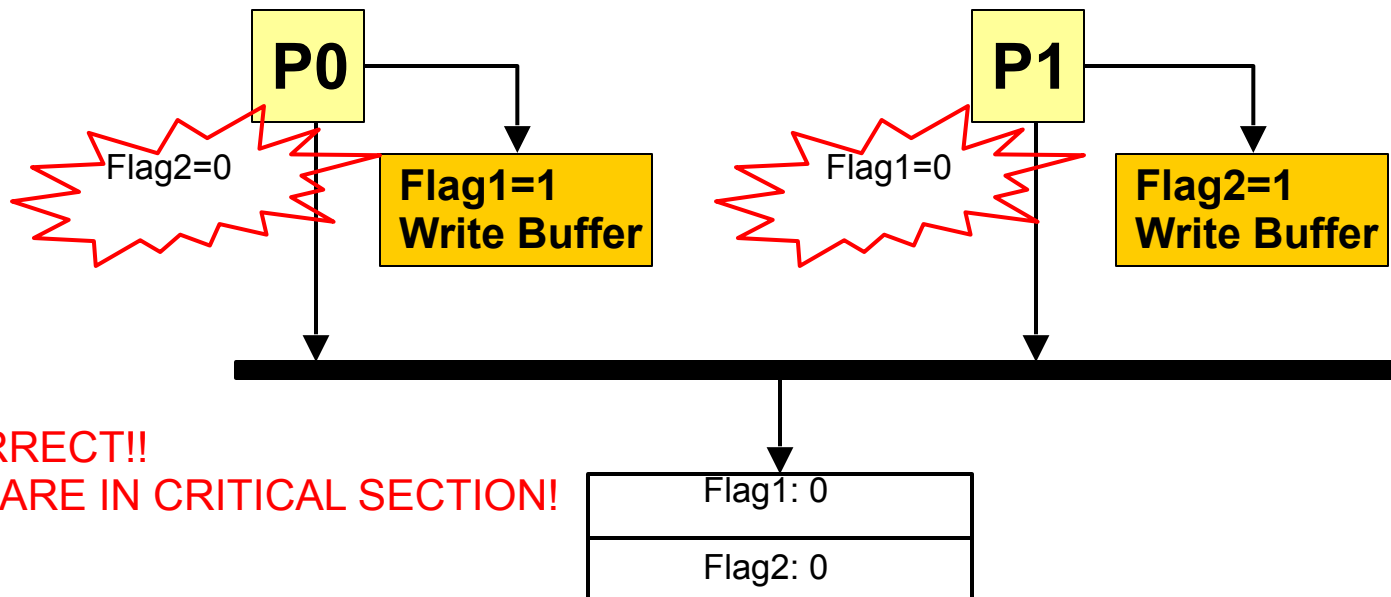 P0
P1
Flag2=0
Flag1=1
Write Buffer
Flag1=0
Flag2=1
Write Buffer
RRECT!!
ARE IN CRITICAL SECTION!
Flag1: 0
Flag2: 0